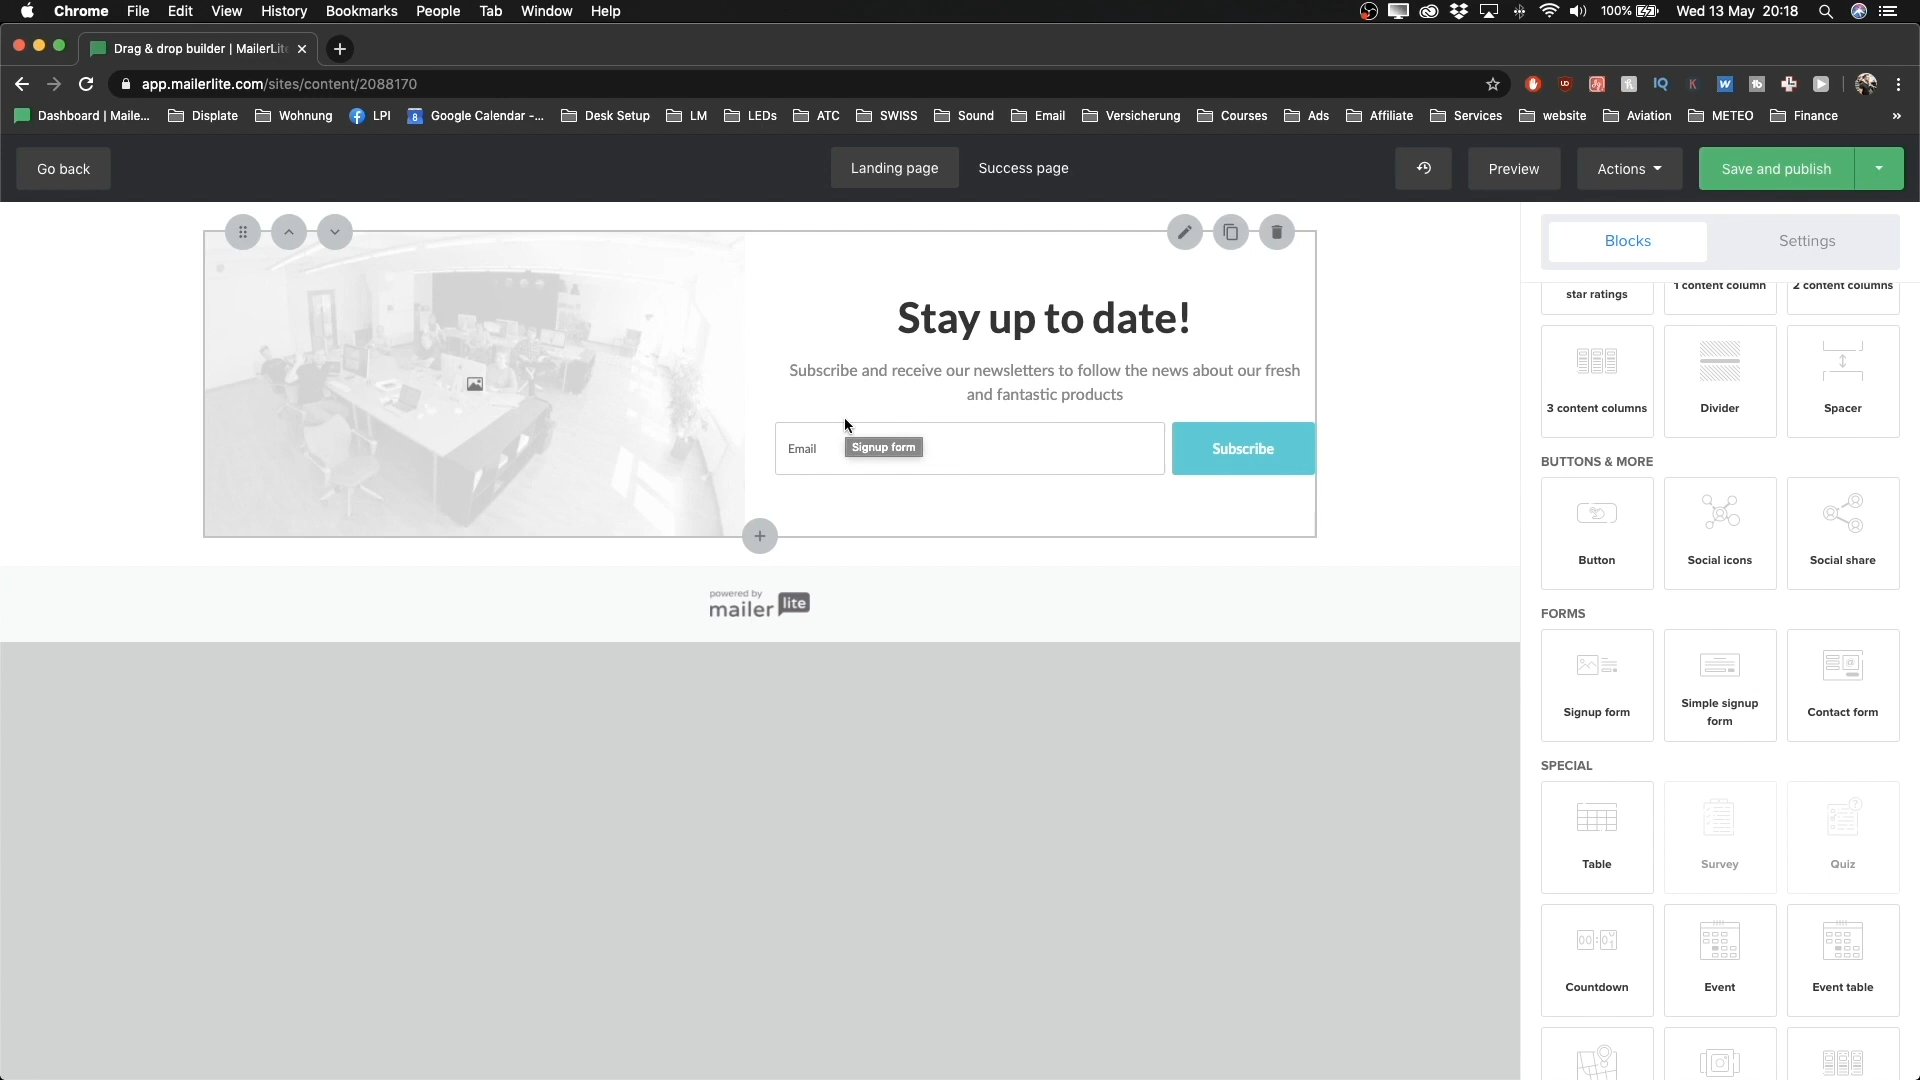 Chrome File Edit View History Bookmarks People Tab Window Help
100% Wed 13 May 20:18
Drag & drop builder | MailerLite
app.mailerlite.com/sites/content/2088170
Dashboard | Maile... Displate Wohnung LPI Google Calendar -... Desk Setup LM LEDs ATC SWISS Sound Email Versicherung Courses Ads Affiliate Services website Aviation METEO Finance »
Go back
Landing page
Success page
Preview
Actions
Save and publish
Blocks
Settings
star ratings
1 content column
2 content columns
Stay up to date!
Subscribe and receive our newsletters to follow the news about our fresh
and fantastic products
Email
Signup form
Subscribe
powered by
mailer lite
3 content columns
Divider
Spacer
BUTTONS & MORE
Button
Social icons
Social share
FORMS
Signup form
Simple signup
form
Contact form
SPECIAL
Table
Survey
Quiz
Countdown
Event
Event table